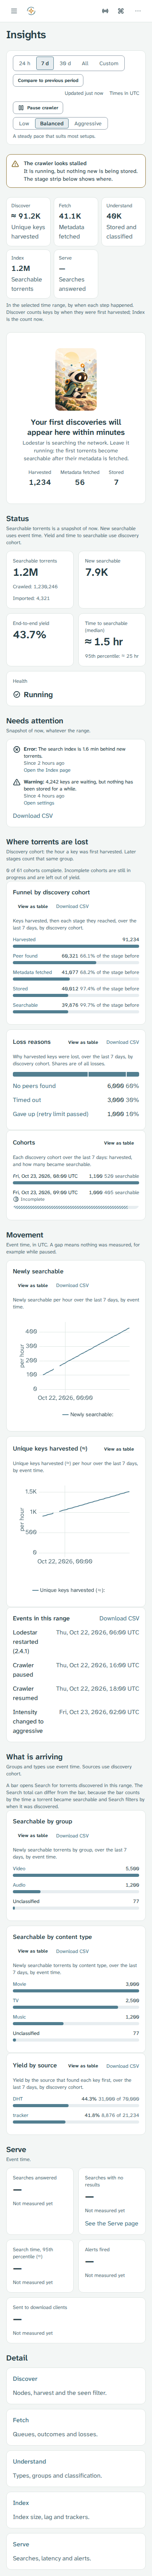 Insights
24 h 7 d 30 d All Custom
Compare to previous period
Updated just now Times in UTC
Pause crawler
Low Balanced Aggressive
A steady pace that suits most setups.
The crawler looks stalled
It is running, but nothing new is being stored.
The stage strip below shows where.
Discover
≈ 91.2K
Unique keys
harvested
Fetch
41.1K
Metadata
fetched
Understand
40K
Stored and
classified
Index
1.2M
Searchable
torrents
Serve
—
Searches
answered
In the selected time range, by when each step happened.
Discover counts keys by when they were first harvested. Index
is the count now.
Your first discoveries will
appear here within minutes
Lodestar is searching the network. Leave it
running: the first torrents become
searchable after their metadata is fetched.
Harvested Metadata fetched Stored
1,234 56 7
Status
Searchable torrents is a snapshot of now. New searchable
uses event time. Yield and time to searchable use discovery
cohort.
Searchable torrents
1.2M
Crawled: 1,230,246
Imported: 4,321
New searchable
7.9K
End-to-end yield
43.7%
Time to searchable
(median)
≈ 1.5 hr
95th percentile: ≈ 25 hr
Health
Running
Needs attention
Snapshot of now, whatever the range.
Error: The search index is 1.6 min behind new
torrents.
Since 2 hours ago
Open the Index page
Warning: 4,242 keys are waiting, but nothing has
been stored for a while.
Since 4 hours ago
Open settings
Download CSV
Where torrents are lost
Discovery cohort: the hour a key was first harvested. Later
stages count that same group.
0 of 61 cohorts complete. Incomplete cohorts are still in
progress and are left out of yield.
Funnel by discovery cohort
View as table Download CSV
Keys harvested, then each stage they reached, over the
last 7 days, by discovery cohort.
Harvested 91,234
Peer found 60,321 66.1% of the stage before
Metadata fetched 41,077 68.2% of the stage before
Stored 40,012 97.4% of the stage before
Searchable 39,876 99.7% of the stage before
Loss reasons View as table Download CSV
Why harvested keys were lost, over the last 7 days, by
discovery cohort. Shares are of all losses.
No peers found 6,000 60%
Timed out 3,000 30%
Gave up (retry limit passed) 1,000 10%
Cohorts View as table
Each discovery cohort over the last 7 days: harvested,
and how many became searchable.
Fri, Oct 23, 2026, 00:00 UTC 1,100 520 searchable
Fri, Oct 23, 2026, 09:00 UTC 1,000 405 searchable
Incomplete
Movement
Event time, in UTC. A gap means nothing was measured, for
example while paused.
Newly searchable
View as table Download CSV
Newly searchable per hour over the last 7 days, by event
time.
per hour
400
300
200
100
0
Oct 22, 2026, 00:00
Newly searchable:
Unique keys harvested (≈) View as table
Unique keys harvested (≈) per hour over the last 7 days,
by event time.
per hour
1.5K
1K
500
0
Oct 22, 2026, 00:00
Unique keys harvested (≈):
Events in this range Download CSV
Lodestar
restarted
(2.4.1)
Thu, Oct 22, 2026, 06:00 UTC
Crawler
paused
Thu, Oct 22, 2026, 16:00 UTC
Crawler
resumed
Thu, Oct 22, 2026, 18:00 UTC
Intensity
changed to
aggressive
Fri, Oct 23, 2026, 02:00 UTC
What is arriving
Groups and types use event time. Sources use discovery
cohort.
A bar opens Search for torrents discovered in this range. The
Search total can differ from the bar, because the bar counts
by the time a torrent became searchable and Search filters by
when it was discovered.
Searchable by group
View as table Download CSV
Newly searchable torrents by group, over the last 7
days, by event time.
Video 5,500
Audio 1,200
Unclassified 77
Searchable by content type
View as table Download CSV
Newly searchable torrents by content type, over the last
7 days, by event time.
Movie 3,000
TV 2,500
Music 1,200
Unclassified 77
Yield by source View as table Download CSV
Yield by the source that found each key first, over the
last 7 days, by discovery cohort.
DHT 44.3% 31,000 of 70,000
tracker 41.8% 8,876 of 21,234
Serve
Event time.
Searches answered
—
Not measured yet
Searches with no
results
—
Not measured yet
See the Serve page
Search time, 95th
percentile (≈)
—
Not measured yet
Alerts fired
—
Not measured yet
Sent to download clients
—
Not measured yet
Detail
Discover
Nodes, harvest and the seen filter.
Fetch
Queues, outcomes and losses.
Understand
Types, groups and classification.
Index
Index size, lag and trackers.
Serve
Searches, latency and alerts.